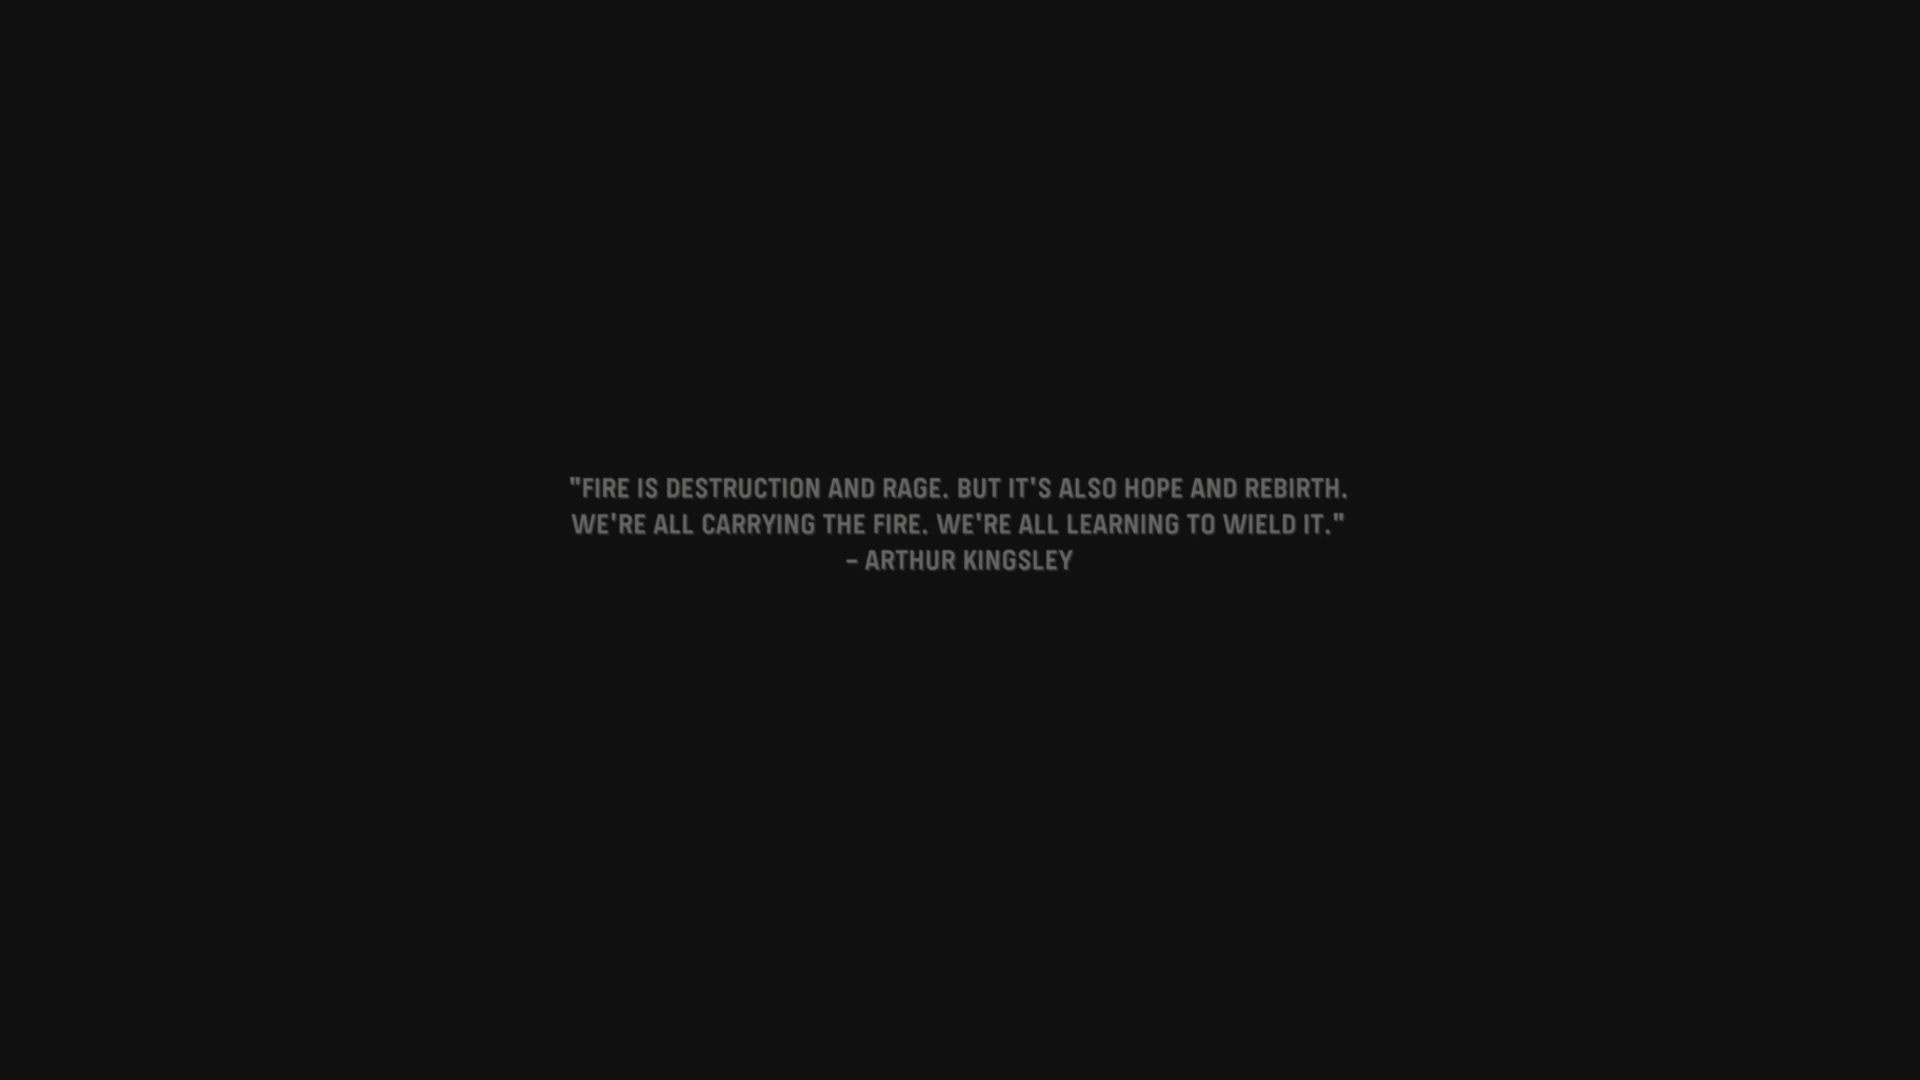 "FIRE IS DESTRUCTION AND RAGE. BUT IT'S ALSO HOPE AND REBIRTH.
WE'RE ALL CARRYING THE FIRE. WE'RE ALL LEARNING TO WIELD IT."
– ARTHUR KINGSLEY